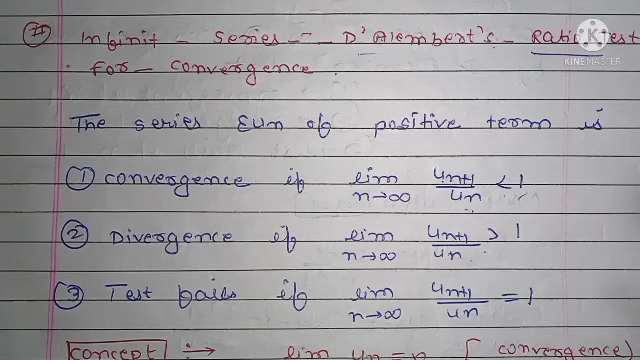 # Infinit - Series - D'Alembert's - Ratio Test
KINEMASTER
for - convergence
The series Σun of positive term is
① convergence if lim n→∞ un+1/un < 1
② Divergence if lim n→∞ un+1/un > 1
③ Test fails if lim n→∞ un+1/un = 1
concept :→ lim un = n [ convergence)